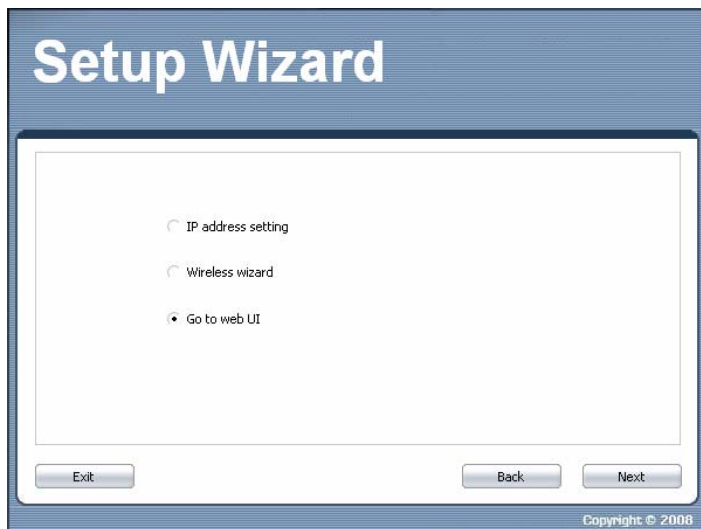 Setup Wizard
IP address setting
Wireless wizard
Go to web UI
Exit
Back
Next
Copyright © 2008